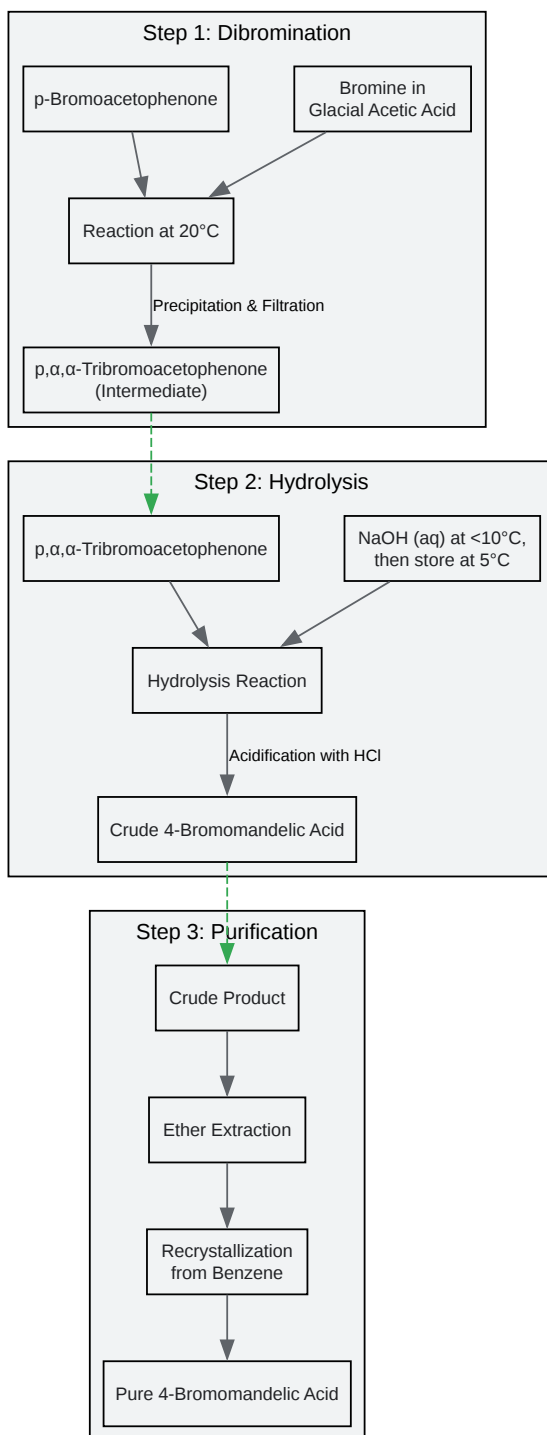 Step 1: Dibromination
p-Bromoacetophenone
Bromine in
Glacial Acetic Acid
Reaction at 20°C
Precipitation & Filtration
p,α,α-Tribromoacetophenone
(Intermediate)
Step 2: Hydrolysis
p,α,α-Tribromoacetophenone
NaOH (aq) at <10°C,
then store at 5°C
Hydrolysis Reaction
Acidification with HCl
Crude 4-Bromomandelic Acid
Step 3: Purification
Crude Product
Ether Extraction
Recrystallization
from Benzene
Pure 4-Bromomandelic Acid